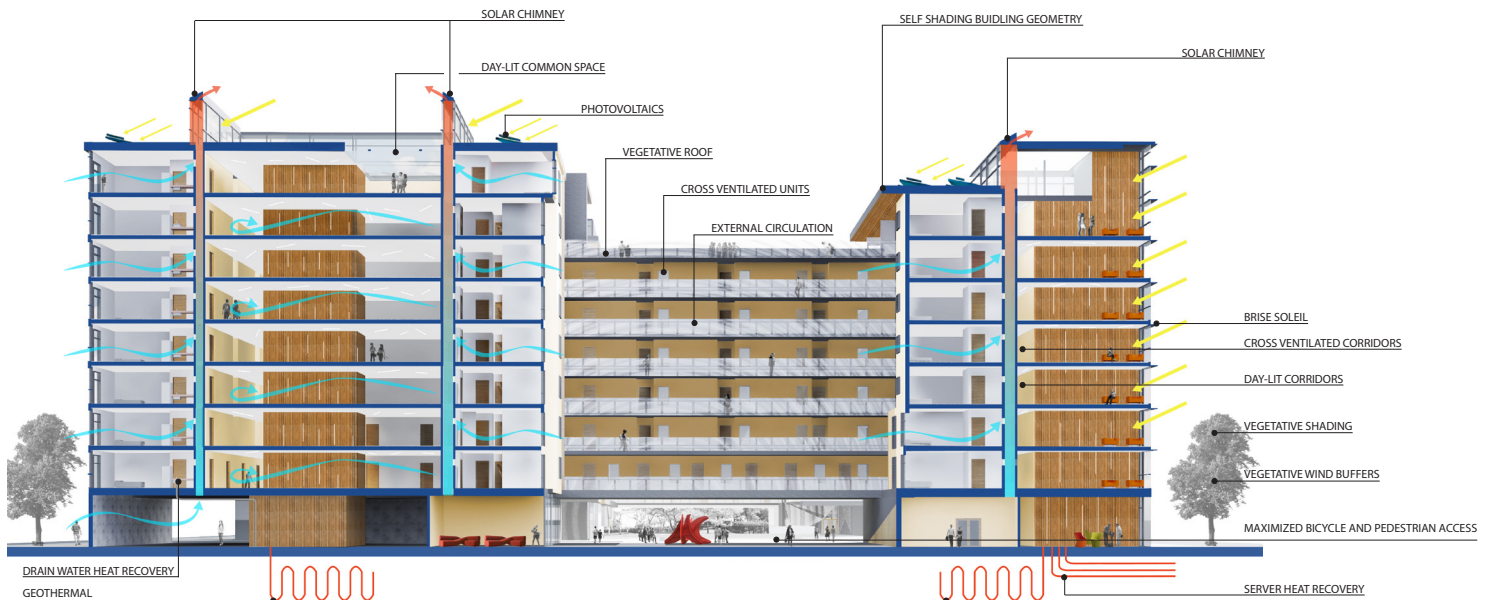 SOLAR CHIMNEY
SELF SHADING BUIDLING GEOMETRY
SOLAR CHIMNEY
DAY-LIT COMMON SPACE
PHOTOVOLTAICS
VEGETATIVE ROOF
CROSS VENTILATED UNITS
EXTERNAL CIRCULATION
BRISE SOLEIL
CROSS VENTILATED CORRIDORS
DAY-LIT CORRIDORS
VEGETATIVE SHADING
VEGETATIVE WIND BUFFERS
MAXIMIZED BICYCLE AND PEDESTRIAN ACCESS
DRAIN WATER HEAT RECOVERY
GEOTHERMAL
SERVER HEAT RECOVERY